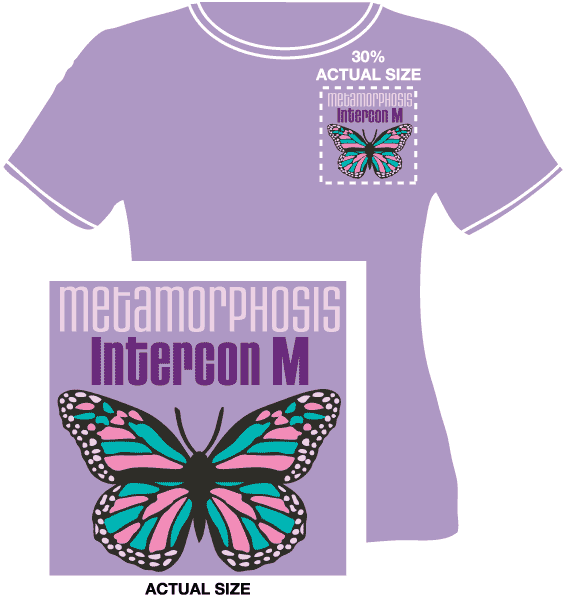 30%
ACTUAL SIZE
metamorphosis
Intercon M
metamorphosis
Intercon M
ACTUAL SIZE